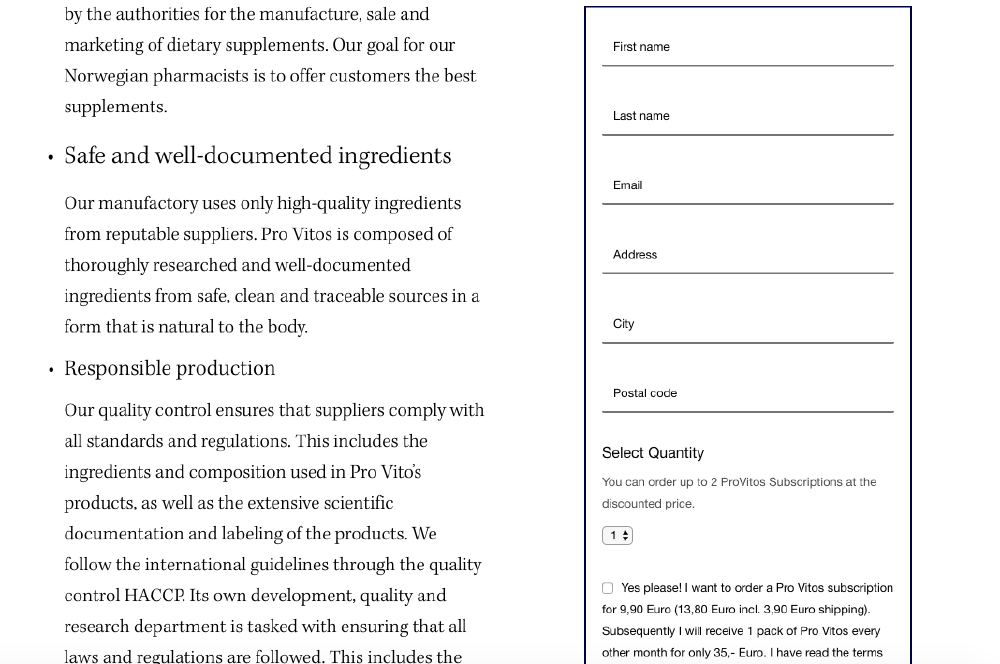 by the authorities for the manufacture, sale and
marketing of dietary supplements. Our goal for our
Norwegian pharmacists is to offer customers the best
supplements.
• Safe and well-documented ingredients
Our manufactory uses only high-quality ingredients
from reputable suppliers. Pro Vitos is composed of
thoroughly researched and well-documented
ingredients from safe, clean and traceable sources in a
form that is natural to the body.
• Responsible production
Our quality control ensures that suppliers comply with
all standards and regulations. This includes the
ingredients and composition used in Pro Vito's
products, as well as the extensive scientific
documentation and labeling of the products. We
follow the international guidelines through the quality
control HACCP. Its own development, quality and
research department is tasked with ensuring that all
laws and regulations are followed. This includes the
First name
Last name
Email
Address
City
Postal code
Select Quantity
You can order up to 2 ProVitos Subscriptions at the
discounted price.
1
Yes please! I want to order a Pro Vitos subscription
for 9,90 Euro (13,80 Euro incl. 3,90 Euro shipping).
Subsequently I will receive 1 pack of Pro Vitos every
other month for only 35,- Euro. I have read the terms